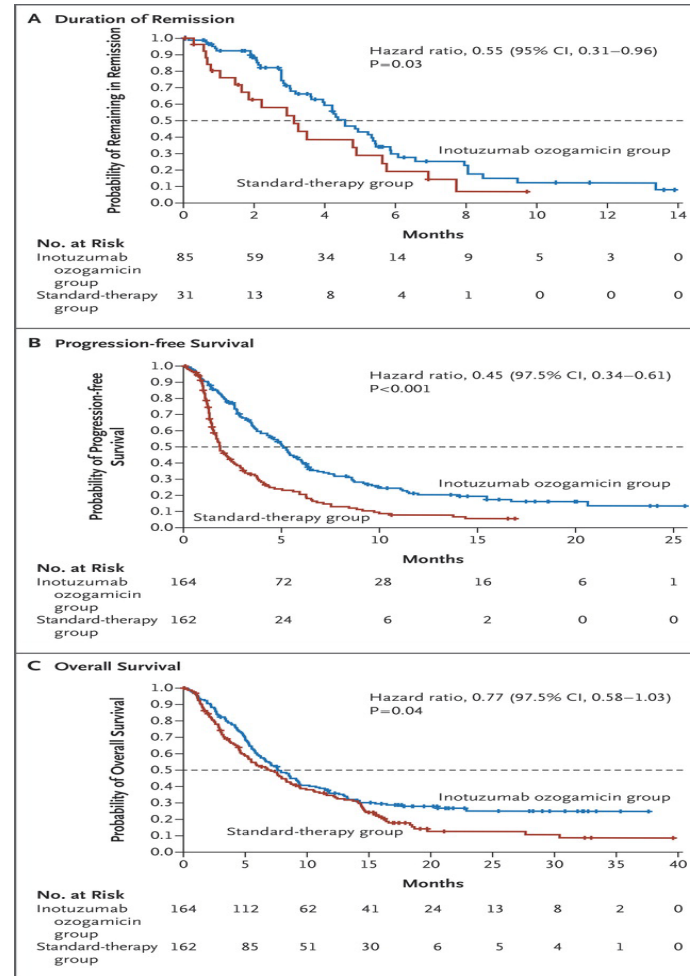 A Duration of Remission
Probability of Remaining in Remission
1.0
0.9
0.8
0.7
0.6
0.5
0.4
0.3
0.2
0.1
0.0
Hazard ratio, 0.55 (95% CI, 0.31–0.96)
P=0.03
Inotuzumab ozogamicin group
Standard-therapy group
0 2 4 6 8 10 12 14
Months
No. at Risk
Inotuzumab 85 59 34 14 9 5 3 0
ozogamicin
group
Standard-therapy 31 13 8 4 1 0 0 0
group
B Progression-free Survival
Probability of Progression-free
Survival
1.0
0.9
0.8
0.7
0.6
0.5
0.4
0.3
0.2
0.1
0.0
Hazard ratio, 0.45 (97.5% CI, 0.34–0.61)
P<0.001
Inotuzumab ozogamicin group
Standard-therapy group
0 5 10 15 20 25
Months
No. at Risk
Inotuzumab 164 72 28 16 6 1
ozogamicin
group
Standard-therapy 162 24 6 2 0 0
group
C Overall Survival
Probability of Overall Survival
1.0
0.9
0.8
0.7
0.6
0.5
0.4
0.3
0.2
0.1
0.0
Hazard ratio, 0.77 (97.5% CI, 0.58–1.03)
P=0.04
Inotuzumab ozogamicin group
Standard-therapy group
0 5 10 15 20 25 30 35 40
Months
No. at Risk
Inotuzumab 164 112 62 41 24 13 8 2 0
ozogamicin
group
Standard-therapy 162 85 51 30 6 5 4 1 0
group